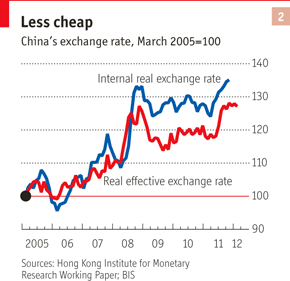 Less cheap
2
China's exchange rate, March 2005=100
140
Internal real exchange rate
130
120
110
Real effective exchange rate
100
90
2005 06 07 08 09 10 11 12
Sources: Hong Kong Institute for Monetary
Research Working Paper; BIS